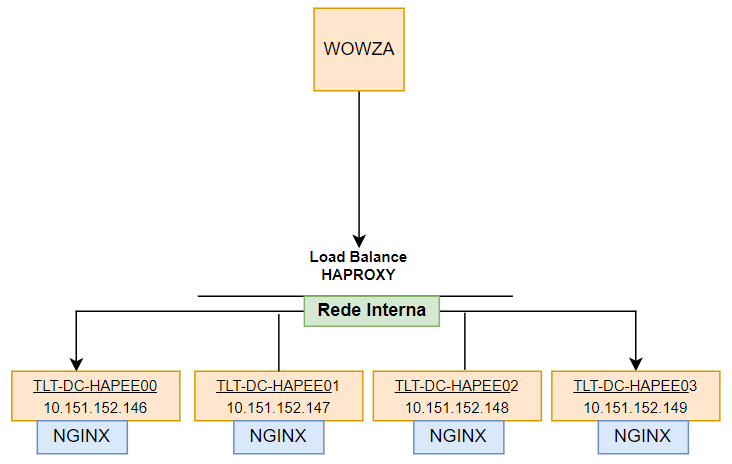 WOWZA
Load Balance
HAPROXY
Rede Interna
TLT-DC-HAPEE00
10.151.152.146
NGINX
TLT-DC-HAPEE01
10.151.152.147
NGINX
TLT-DC-HAPEE02
10.151.152.148
NGINX
TLT-DC-HAPEE03
10.151.152.149
NGINX